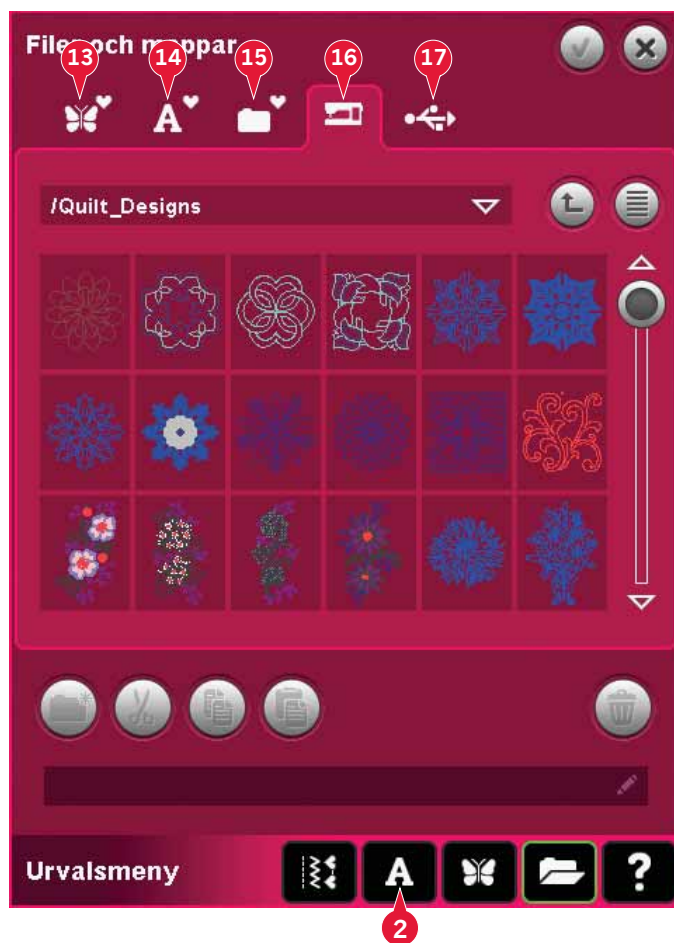 Filer och mappar
13 14 15 16 17
A
/Quilt_Designs
Urvalsmeny
A
?
2